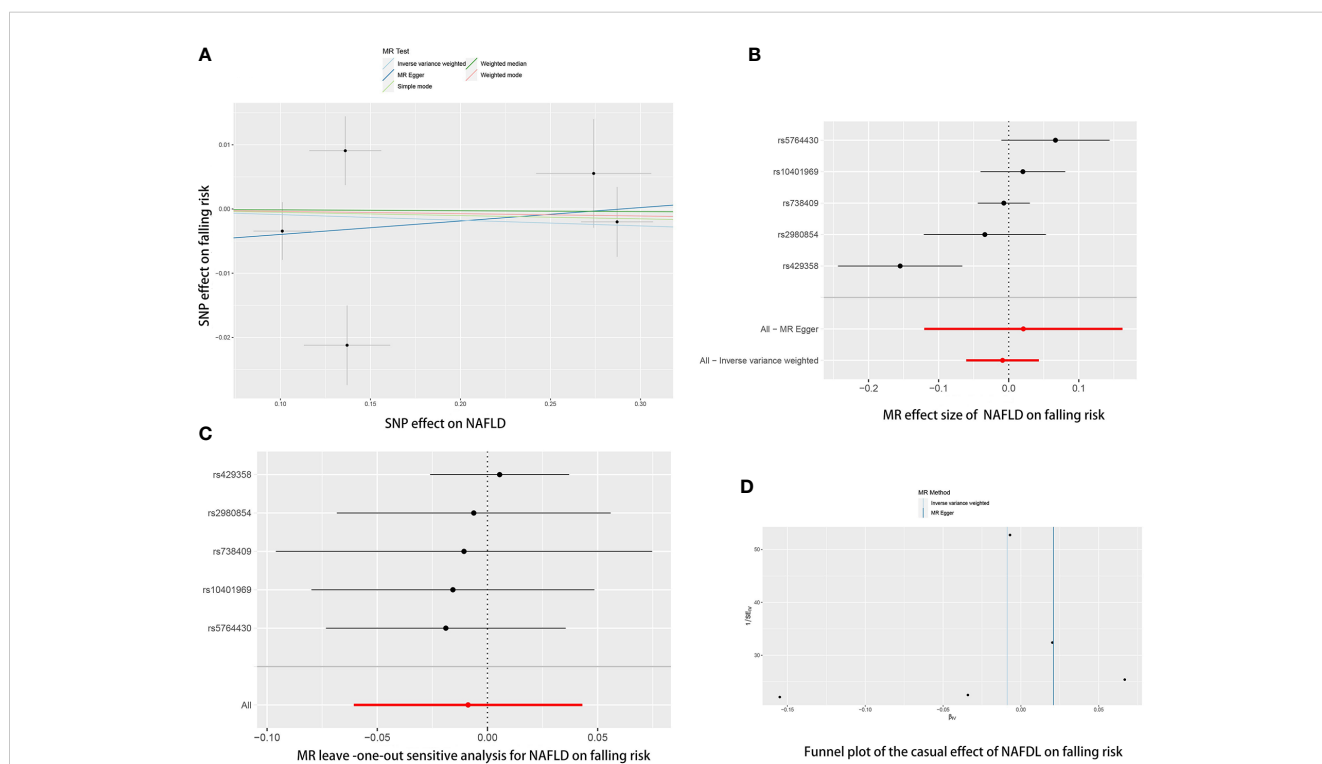 A
MR Test
Inverse variance weighted
Weighted median
MR Egger
Weighted mode
Simple mode
0.01
0.00
−0.01
−0.02
SNP effect on falling risk
0.10
0.15
0.20
0.25
0.30
SNP effect on NAFLD
B
rs5764430
rs10401969
rs738409
rs2980854
rs429358
All − MR Egger
All − Inverse variance weighted
−0.2
−0.1
0.0
0.1
MR effect size of NAFLD on falling risk
C
rs429358
rs2980854
rs738409
rs10401969
rs5764430
All
−0.10
−0.05
0.00
0.05
MR leave -one-out sensitive analysis for NAFLD on falling risk
D
MR Method
Inverse variance weighted
MR Egger
50
40
30
1/SEIV
−0.15
−0.10
−0.05
0.00
0.05
βIV
Funnel plot of the casual effect of NAFDL on falling risk